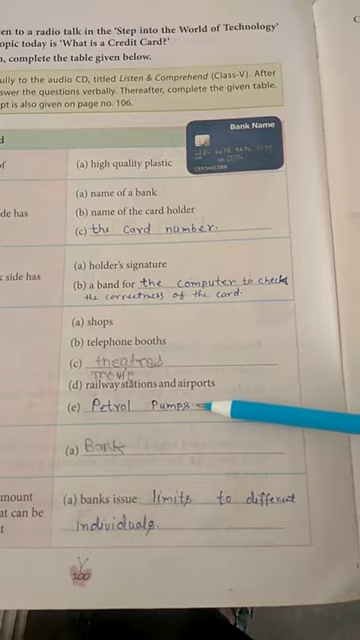 en to a radio talk in the 'Step into the World of Technology'
opic today is 'What is a Credit Card?'
n, complete the table given below.
ully to the audio CD, titled Listen & Comprehend (Class-V). After
swer the questions verbally. Thereafter, complete the given table.
pt is also given on page no. 106.
d
Bank Name
CARDHOLDER
of
(a) high quality plastic
(a) name of a bank
de has
(b) name of the card holder
(c) the card number.
(a) holder's signature
side has
(b) a band for the computer to check
the correctness of the card.
(a) shops
(b) telephone booths
(c) theatres
movie
(d) railway stations and airports
(e) Petrol Pumps.
(a) Bank
mount
(a) banks issue limits to different
at can be
t
individuals.
100